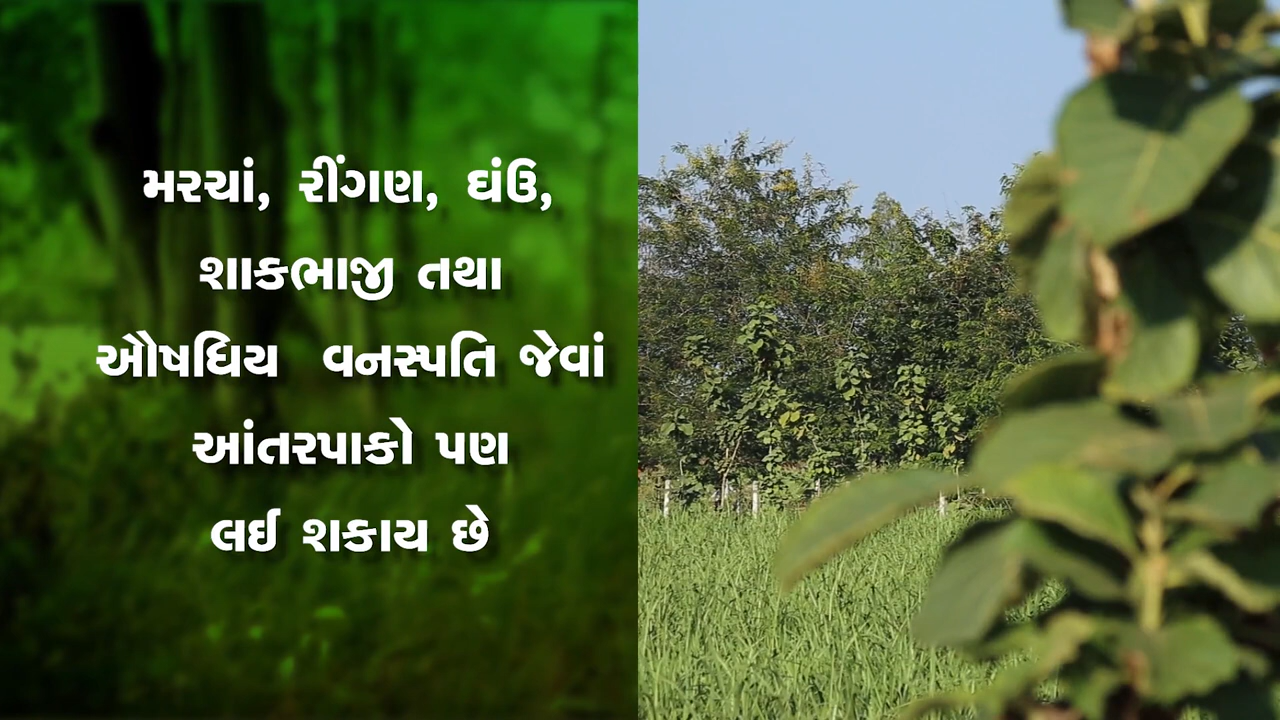 મરચાં, રીંગણ, ઘંઉ,
શાકભાજી તથા
ઔષધિય વનસ્પતિ જેવાં
આંતરપાકો પણ
લઈ શકાય છે